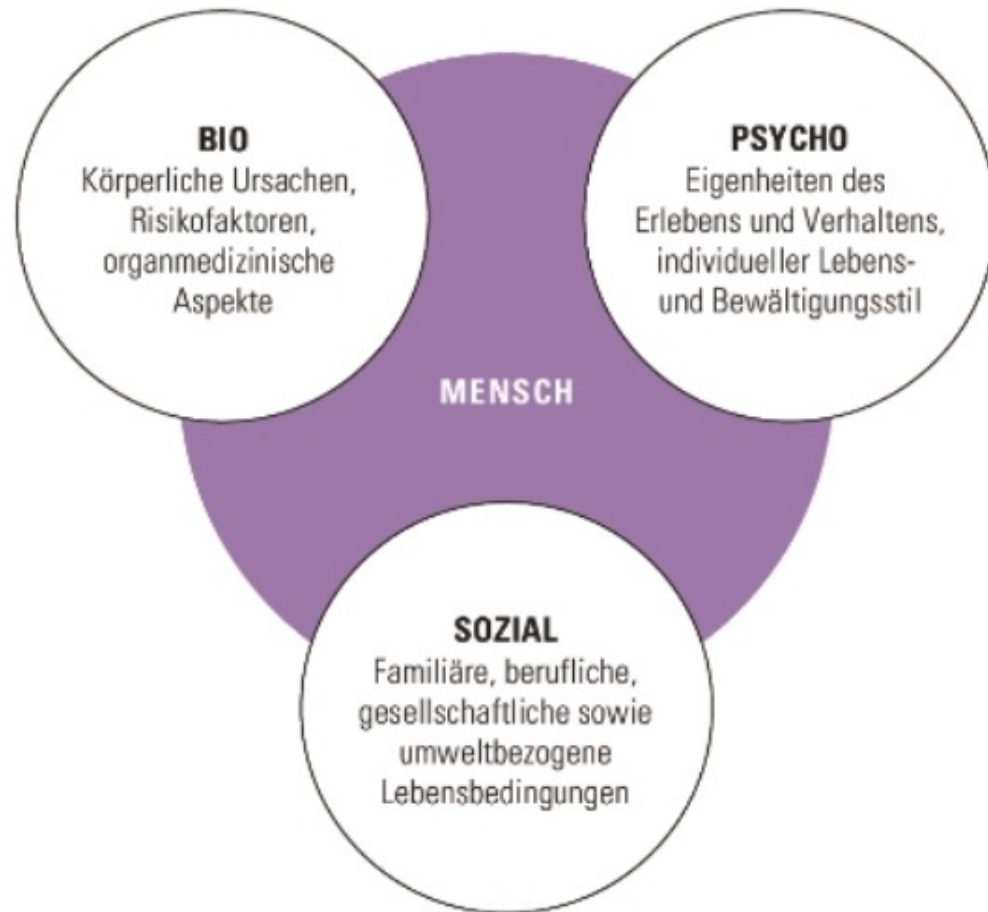 BIO
Körperliche Ursachen,
Risikofaktoren,
organmedizinische
Aspekte
PSYCHO
Eigenheiten des
Erlebens und Verhaltens,
individueller Lebens-
und Bewältigungsstil
MENSCH
SOZIAL
Familiäre, berufliche,
gesellschaftliche sowie
umweltbezogene
Lebensbedingungen